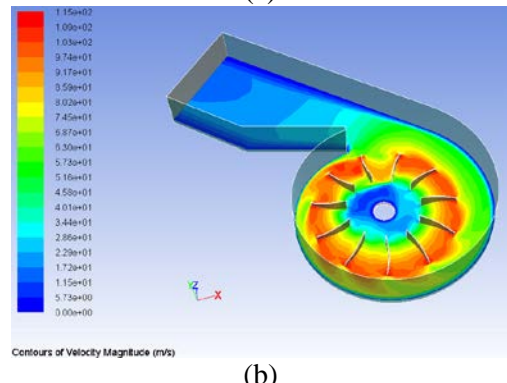 1.15e+02
1.09e+02
1.03e+02
9.74e+01
9.17e+01
8.59e+01
8.02e+01
7.45e+01
6.87e+01
6.30e+01
5.73e+01
5.16e+01
4.58e+01
4.01e+01
3.44e+01
2.86e+01
2.29e+01
1.72e+01
1.15e+01
5.73e+00
0.00e+00
Y Z X
Contours of Velocity Magnitude (m/s)
(b)